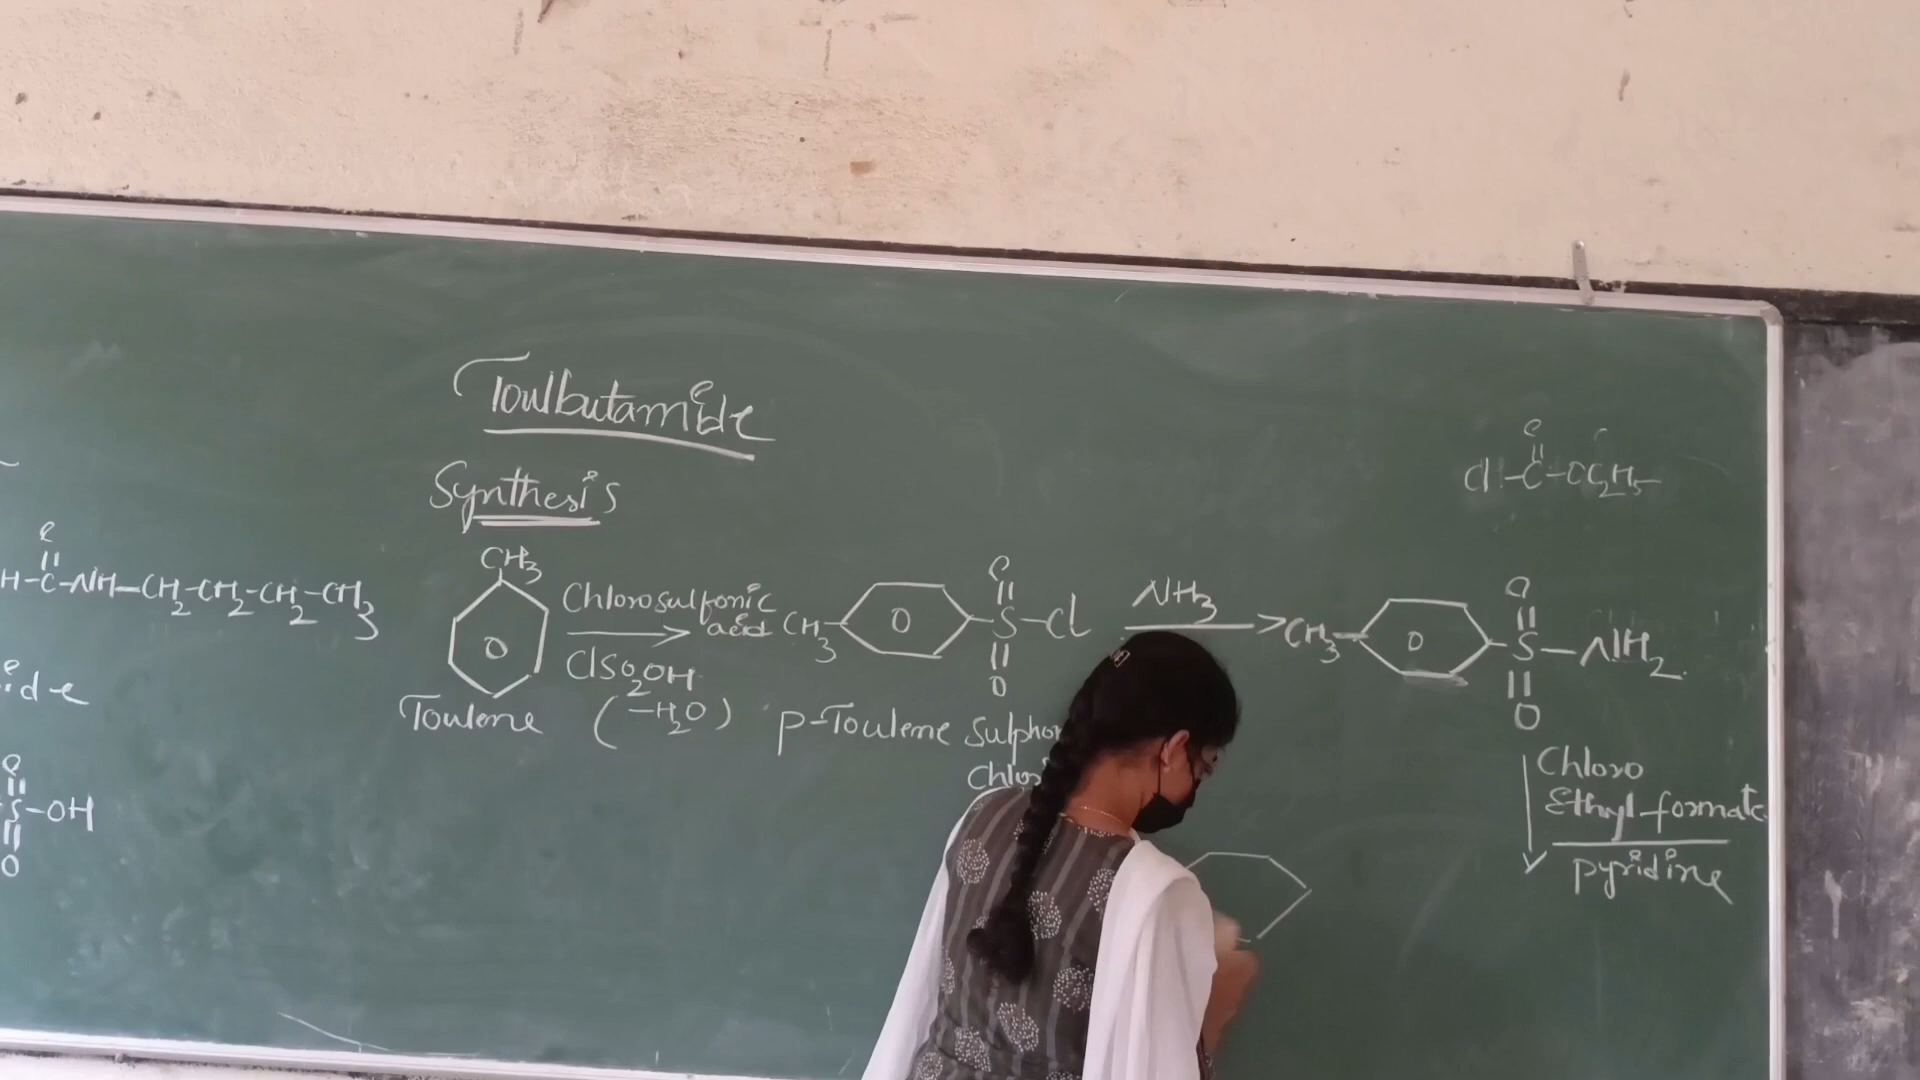 Toulbutamide
Synthesis
Cl-C-OC2H5
O
H-C-NH-CH2-CH2-CH2-CH3
ide
O
S-OH
O
CH3
Toulene
Chlorosulfonic
acid
ClSO2OH
(-H2O)
CH3
O
S-Cl
O
p-Toulene Sulphon
Chlo
NH3
CH3
O
S-NH2
O
Chloro
Ethyl formate
pyridine